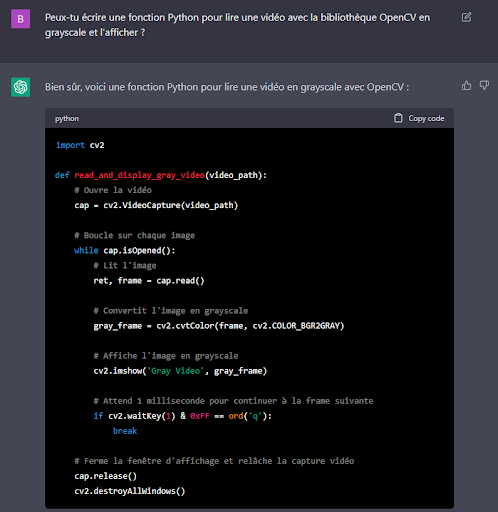 B
Peux-tu écrire une fonction Python pour lire une vidéo avec la bibliothèque OpenCV en
grayscale et l'afficher ?
Bien sûr, voici une fonction Python pour lire une vidéo en grayscale avec OpenCV :
python
Copy code
import cv2
def read_and_display_gray_video(video_path):
# Ouvre la vidéo
cap = cv2.VideoCapture(video_path)
# Boucle sur chaque image
while cap.isOpened():
# Lit l'image
ret, frame = cap.read()
# Convertit l'image en grayscale
gray_frame = cv2.cvtColor(frame, cv2.COLOR_BGR2GRAY)
# Affiche l'image en grayscale
cv2.imshow('Gray Video', gray_frame)
# Attend 1 milliseconde pour continuer à la frame suivante
if cv2.waitKey(1) & 0xFF == ord('q'):
break
# Ferme la fenêtre d'affichage et relâche la capture vidéo
cap.release()
cv2.destroyAllWindows()